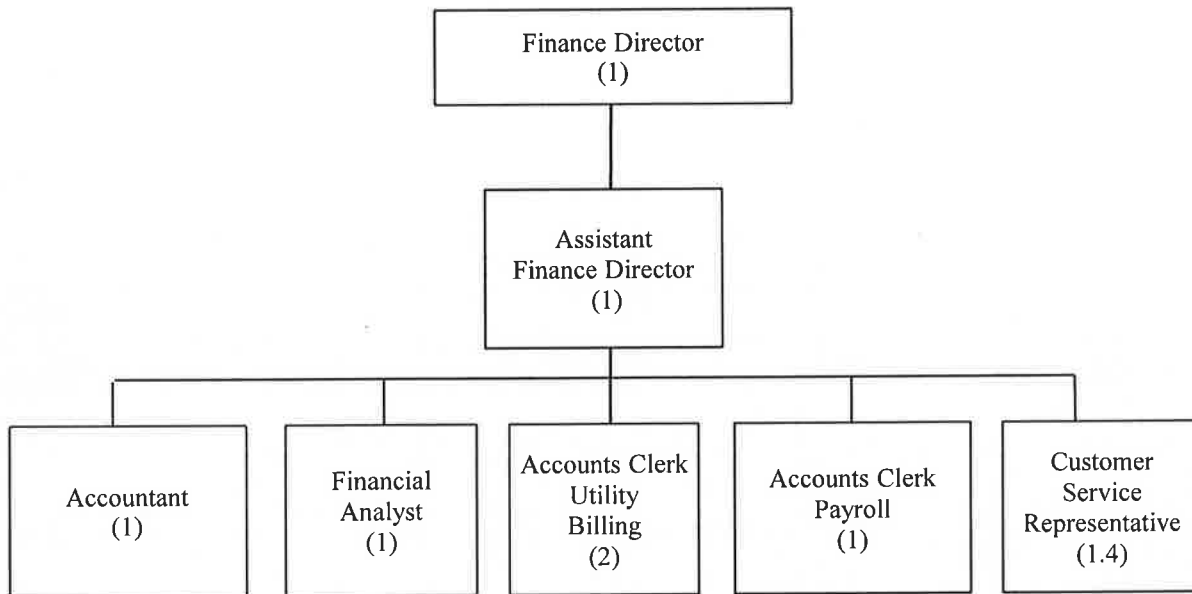 Finance Director
(1)
Assistant
Finance Director
(1)
Accountant
(1)
Financial
Analyst
(1)
Accounts Clerk
Utility
Billing
(2)
Accounts Clerk
Payroll
(1)
Customer
Service
Representative
(1.4)